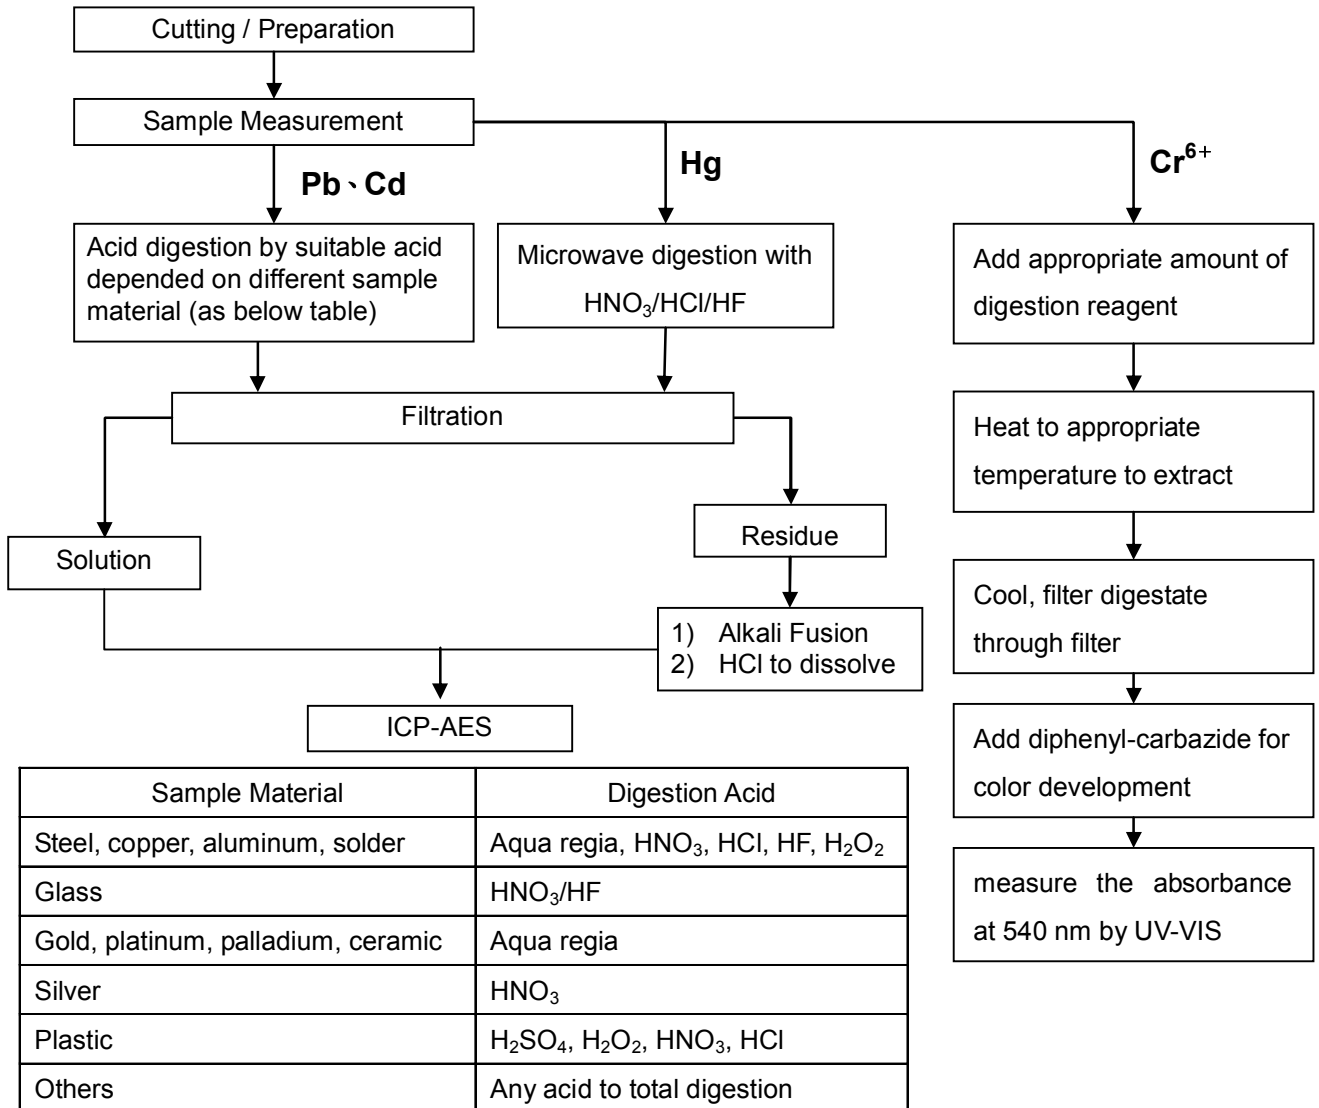 Cutting / Preparation
Sample Measurement
Pb、Cd
Hg
Cr⁶⁺
Acid digestion by suitable acid
depended on different sample
material (as below table)
Microwave digestion with
HNO₃/HCl/HF
Add appropriate amount of
digestion reagent
Filtration
Heat to appropriate
temperature to extract
Solution
Residue
1) Alkali Fusion
2) HCl to dissolve
Cool, filter digestate
through filter
ICP-AES
Add diphenyl-carbazide for
color development
measure the absorbance
at 540 nm by UV-VIS
Sample Material Digestion Acid
Steel, copper, aluminum, solder Aqua regia, HNO₃, HCl, HF, H₂O₂
Glass HNO₃/HF
Gold, platinum, palladium, ceramic Aqua regia
Silver HNO₃
Plastic H₂SO₄, H₂O₂, HNO₃, HCl
Others Any acid to total digestion